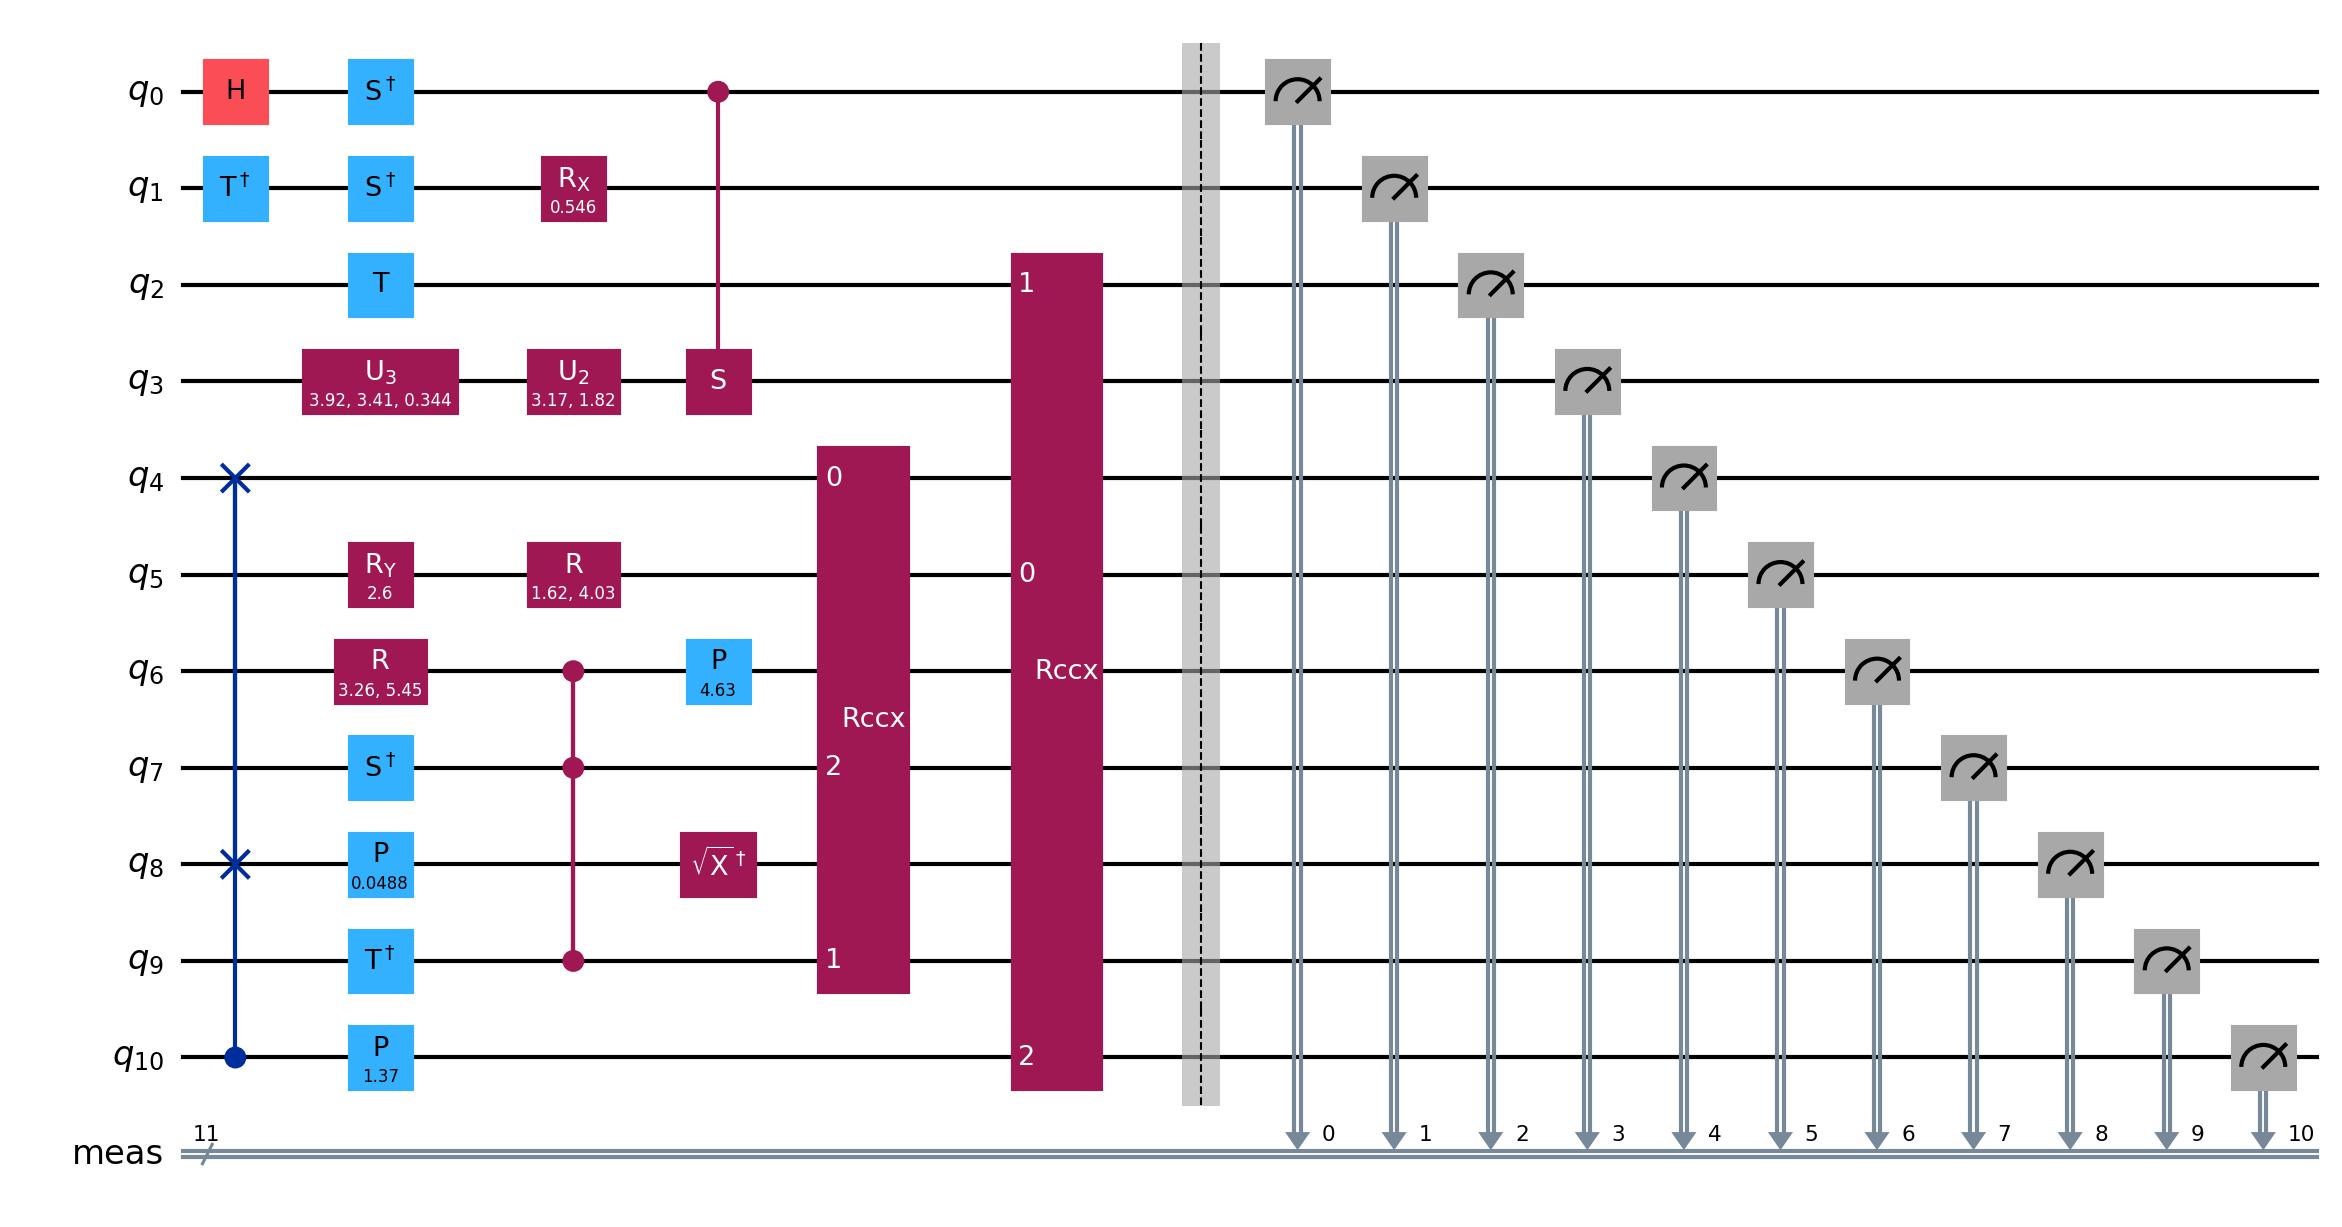 q0 H S†
q1 T† S† RX 0.546
q2 T 1
q3 U3 3.92, 3.41, 0.344 U2 3.17, 1.82 S
q4 0
q5 RY 2.6 R 1.62, 4.03 0
q6 R 3.26, 5.45 P 4.63 Rccx
Rccx
q7 S† 2
q8 P 0.0488 √X†
q9 T† 1
q10 P 1.37 2
meas 11 0 1 2 3 4 5 6 7 8 9 10